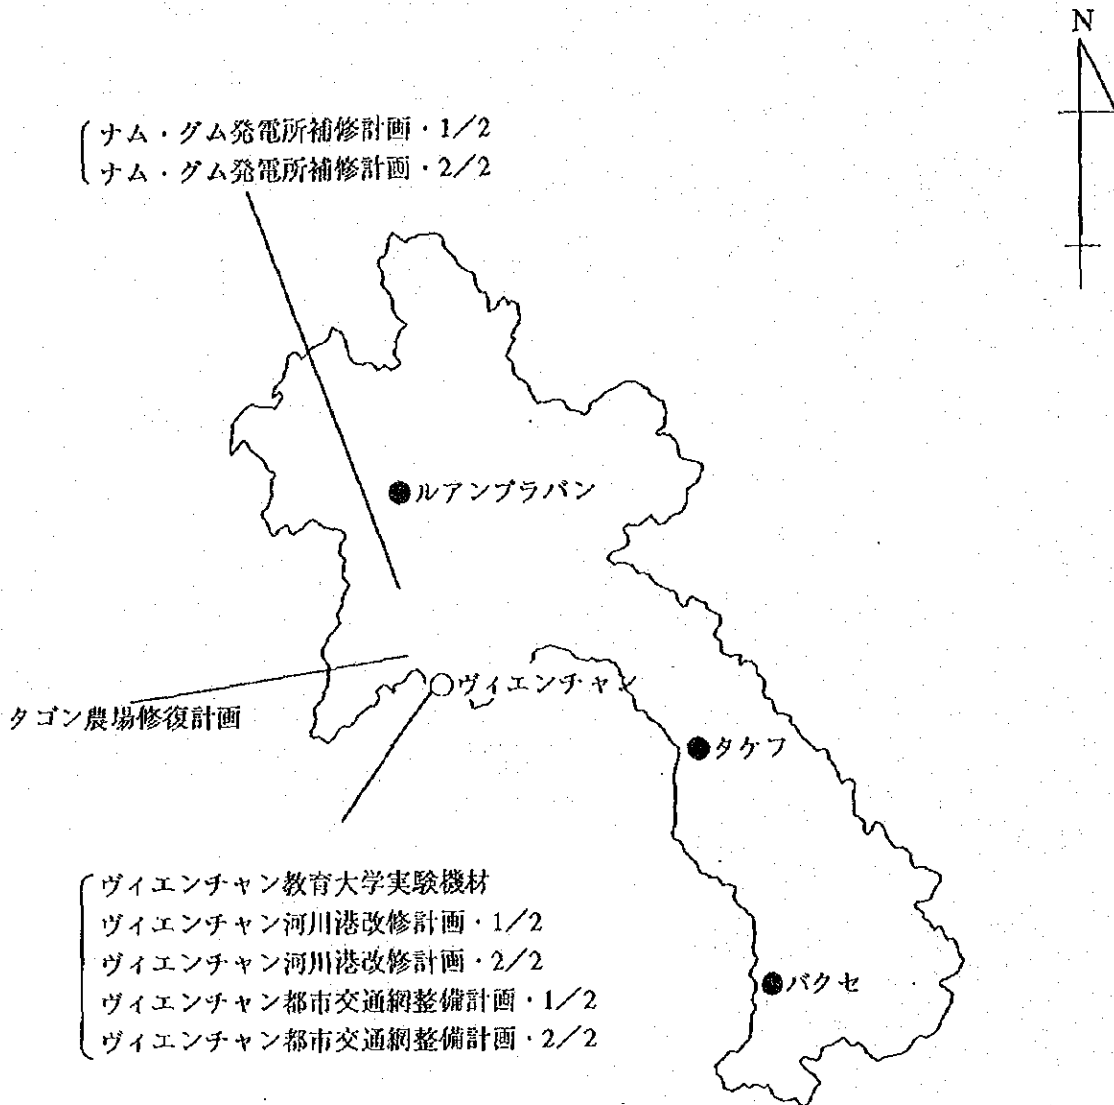 N
ナム・グム発電所補修計画・1/2
ナム・グム発電所補修計画・2/2
ルアンプラバン
ヴィエンチャン
タゴン農場修復計画
タケフ
ヴィエンチャン教育大学実験機材
ヴィエンチャン河川港改修計画・1/2
ヴィエンチャン河川港改修計画・2/2
バクセ
ヴィエンチャン都市交通網整備計画・1/2
ヴィエンチャン都市交通網整備計画・2/2